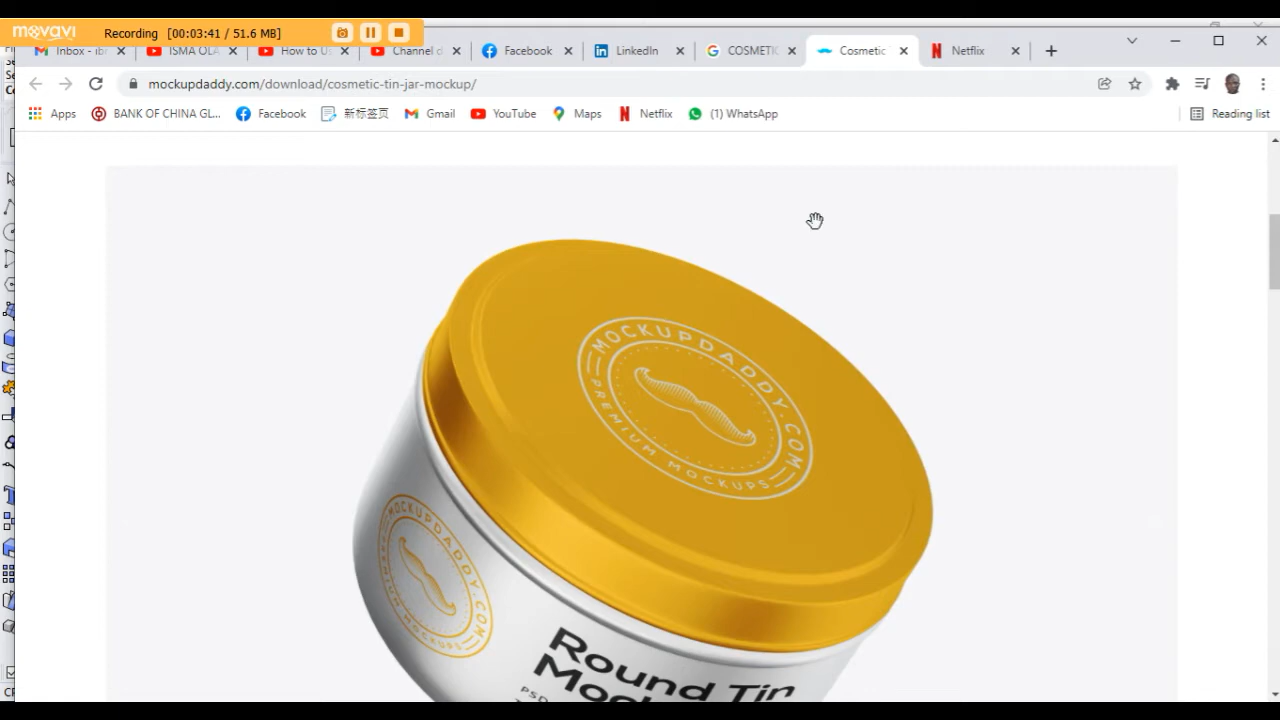 movavi
Recording [00:03:41 / 51.6 MB]
Inbox - ib
ISMA OLA
How to U
Channel d
Facebook
LinkedIn
COSMETIC
Cosmetic
Netflix
mockupdaddy.com/download/cosmetic-tin-jar-mockup/
Apps
BANK OF CHINA GL...
Facebook
新标签页
Gmail
YouTube
Maps
Netflix
(1) WhatsApp
Reading list
MOCKUPDADDY.COM
PREMIUM MOCKUPS
MOCKUPDADDY.COM
Round Tin